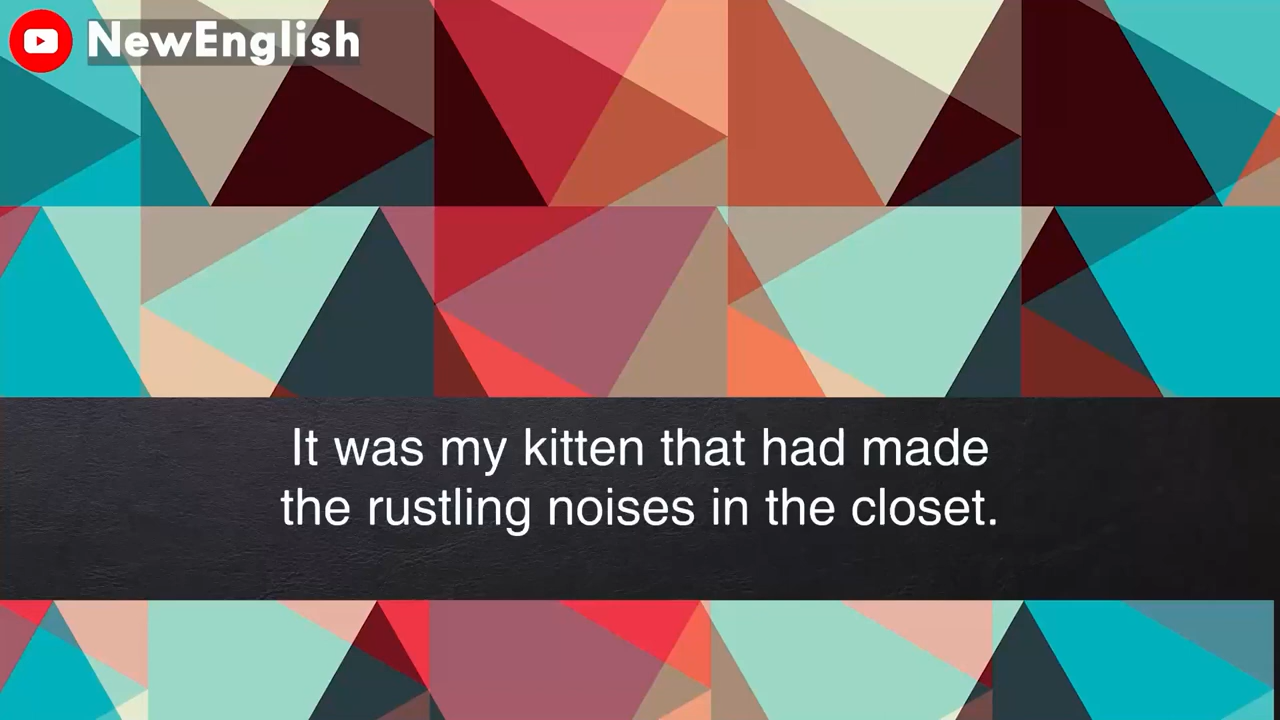 NewEnglish
It was my kitten that had made
the rustling noises in the closet.